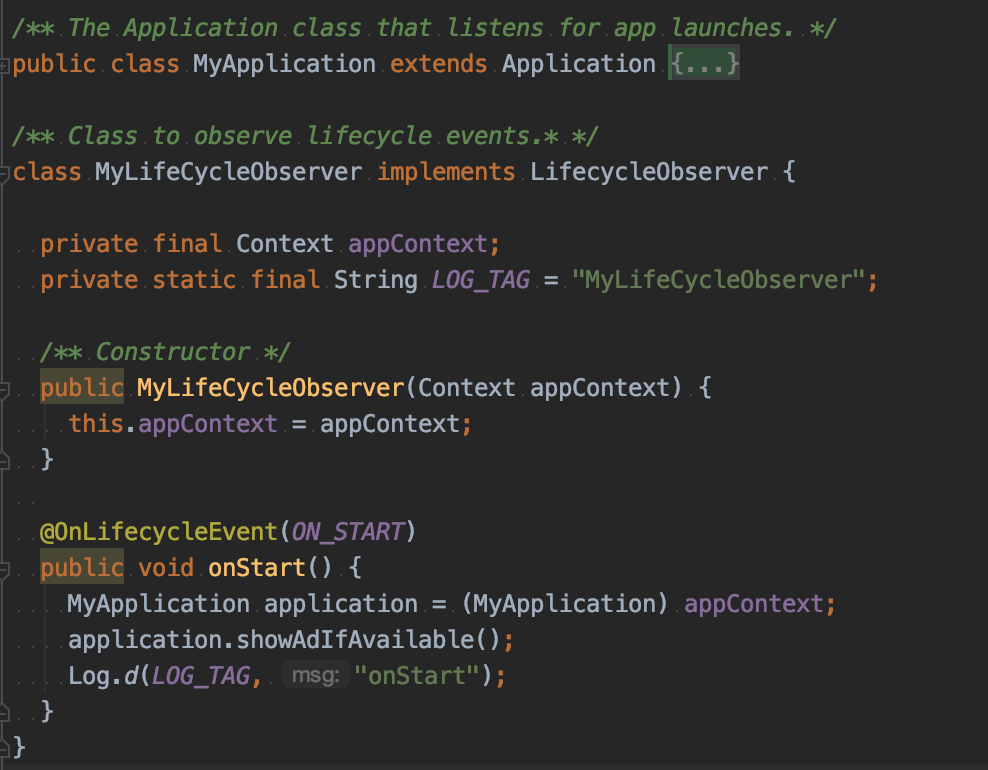 /** The Application class that listens for app launches. */
public class MyApplication extends Application {...}
/** Class to observe lifecycle events.* */
class MyLifeCycleObserver implements LifecycleObserver {
private final Context appContext;
private static final String LOG_TAG = "MyLifeCycleObserver";
/** Constructor */
public MyLifeCycleObserver(Context appContext) {
this.appContext = appContext;
}
@OnLifecycleEvent(ON_START)
public void onStart() {
MyApplication application = (MyApplication) appContext;
application.showAdIfAvailable();
Log.d(LOG_TAG, msg: "onStart");
}
}